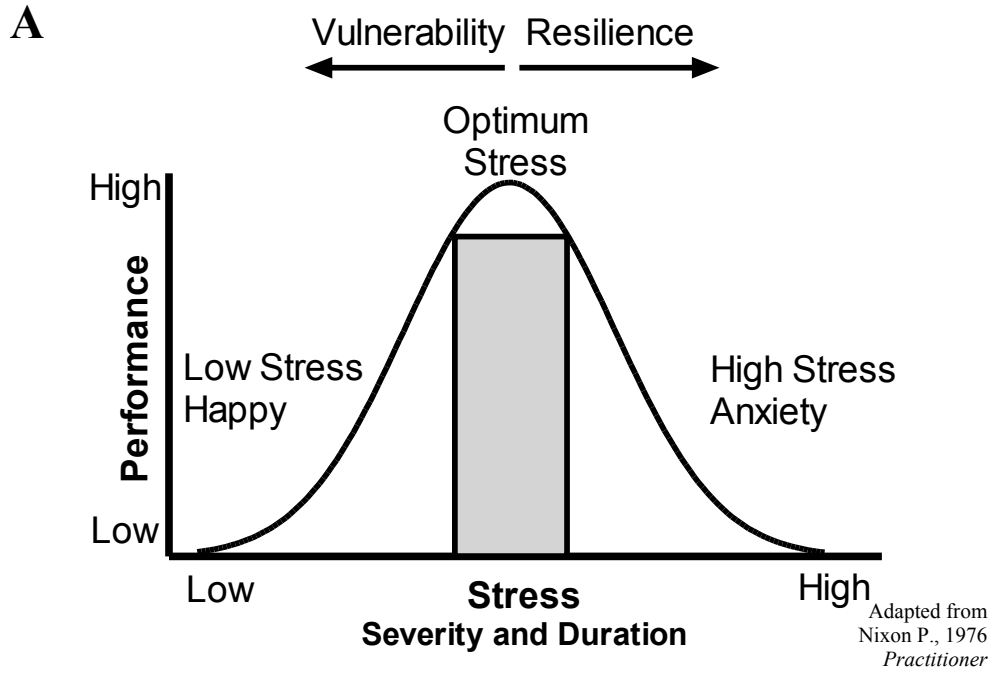 A
Vulnerability Resilience
Optimum
Stress
High
Performance
Low Stress
Happy
High Stress
Anxiety
Low
Low
High
Stress
Severity and Duration
Adapted from
Nixon P., 1976
Practitioner